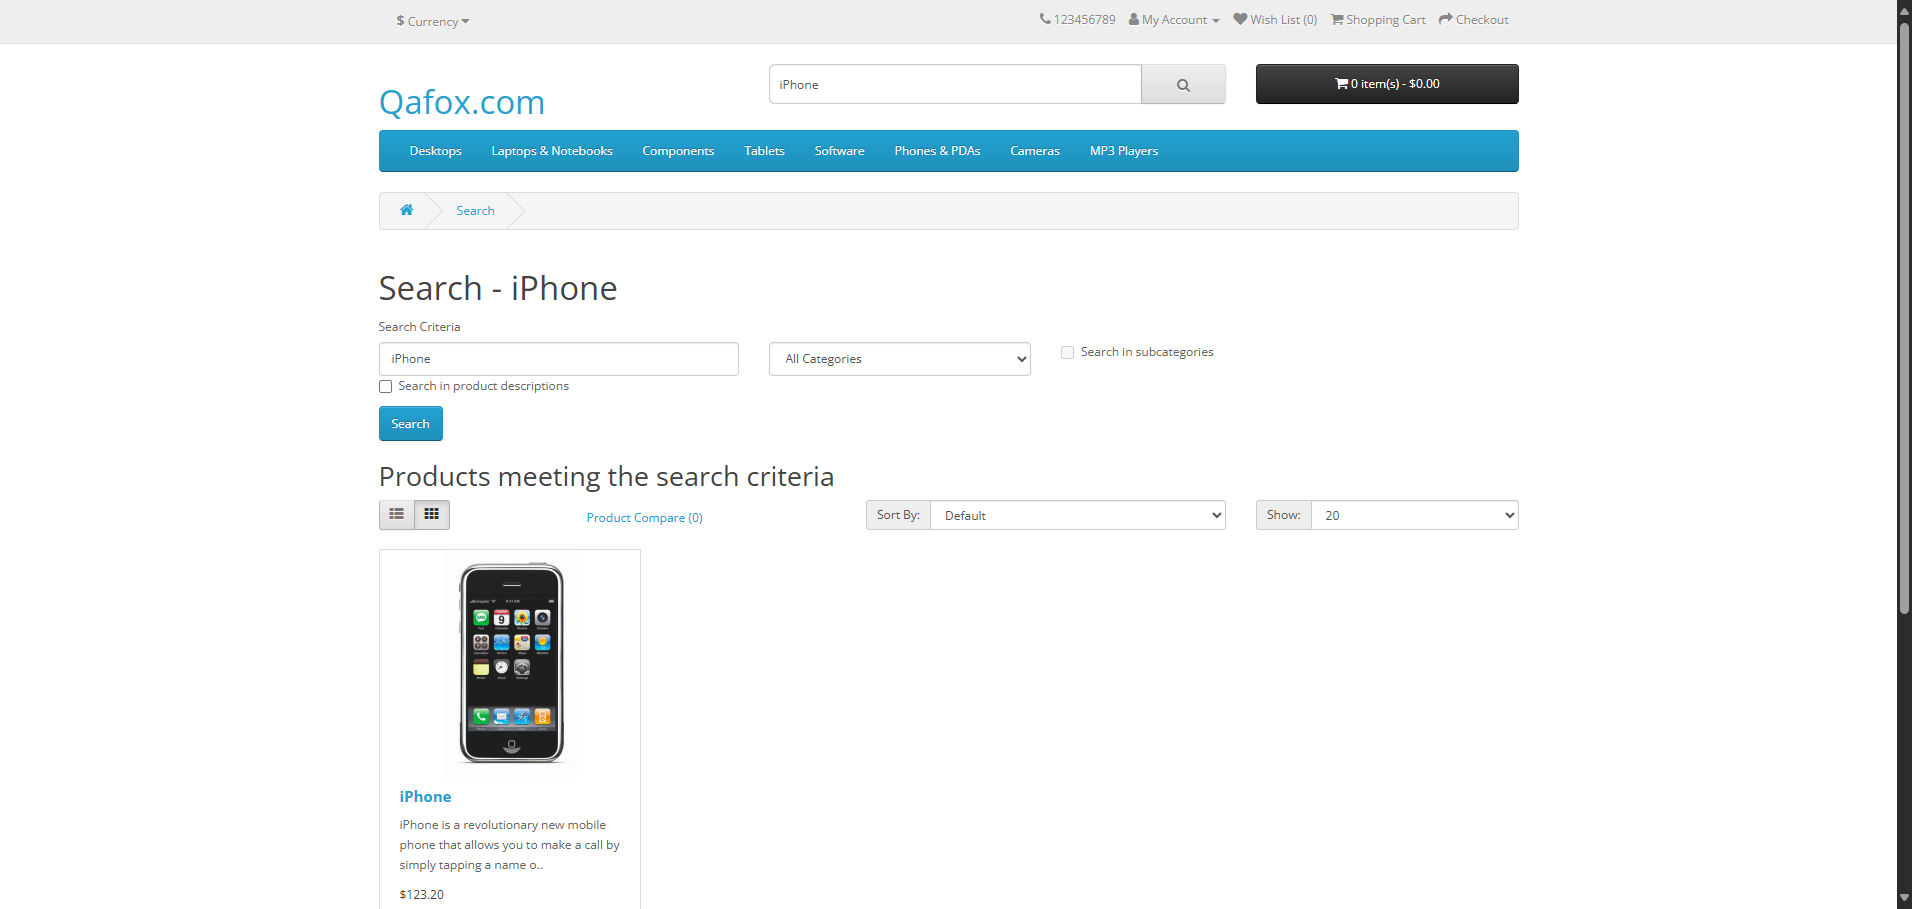 $ Currency
123456789 My Account Wish List (0) Shopping Cart Checkout
Qafox.com
iPhone
0 item(s) - $0.00
Desktops Laptops & Notebooks Components Tablets Software Phones & PDAs Cameras MP3 Players
Search
Search - iPhone
Search Criteria
iPhone All Categories Search in subcategories
Search in product descriptions
Search
Products meeting the search criteria
Product Compare (0) Sort By: Default Show: 20
iPhone
iPhone is a revolutionary new mobile
phone that allows you to make a call by
simply tapping a name o..
$123.20